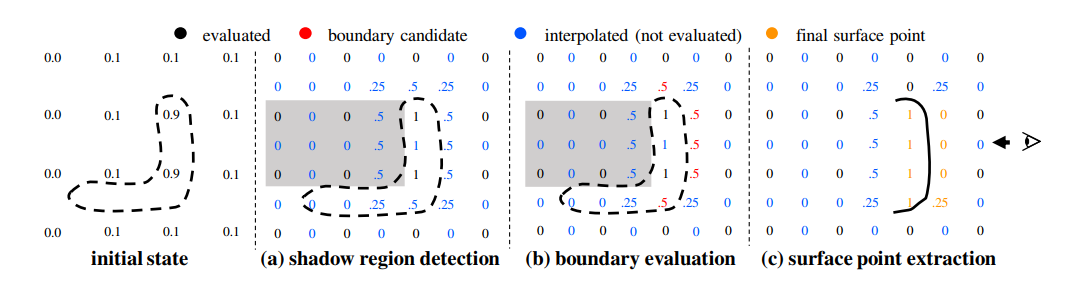 evaluated
boundary candidate
interpolated (not evaluated)
final surface point
0.0 0.1 0.1 0.1
0.0 0.1 0.9 0.1
0.0 0.1 0.9 0.1
0.0 0.1 0.1 0.1
initial state
0 0 0 0 0 0 0
0 0 0 .25 .5 .25 0
0 0 0 .5 1 .5 0
0 0 0 .5 1 .5 0
0 0 0 .5 1 .5 0
0 0 0 .25 .5 .25 0
0 0 0 0 0 0 0
(a) shadow region detection
0 0 0 0 0 0 0
0 0 0 .25 .5 .25 0
0 0 0 .5 1 .5 0
0 0 0 .5 1 .5 0
0 0 0 .5 1 .5 0
0 0 0 .25 .5 .25 0
0 0 0 0 0 0 0
(b) boundary evaluation
0 0 0 0 0 0 0
0 0 0 .25 0 .25 0
0 0 0 .5 1 0 0
0 0 0 .5 1 0 0
0 0 0 .5 1 0 0
0 0 0 .25 1 .25 0
0 0 0 0 0 0 0
(c) surface point extraction